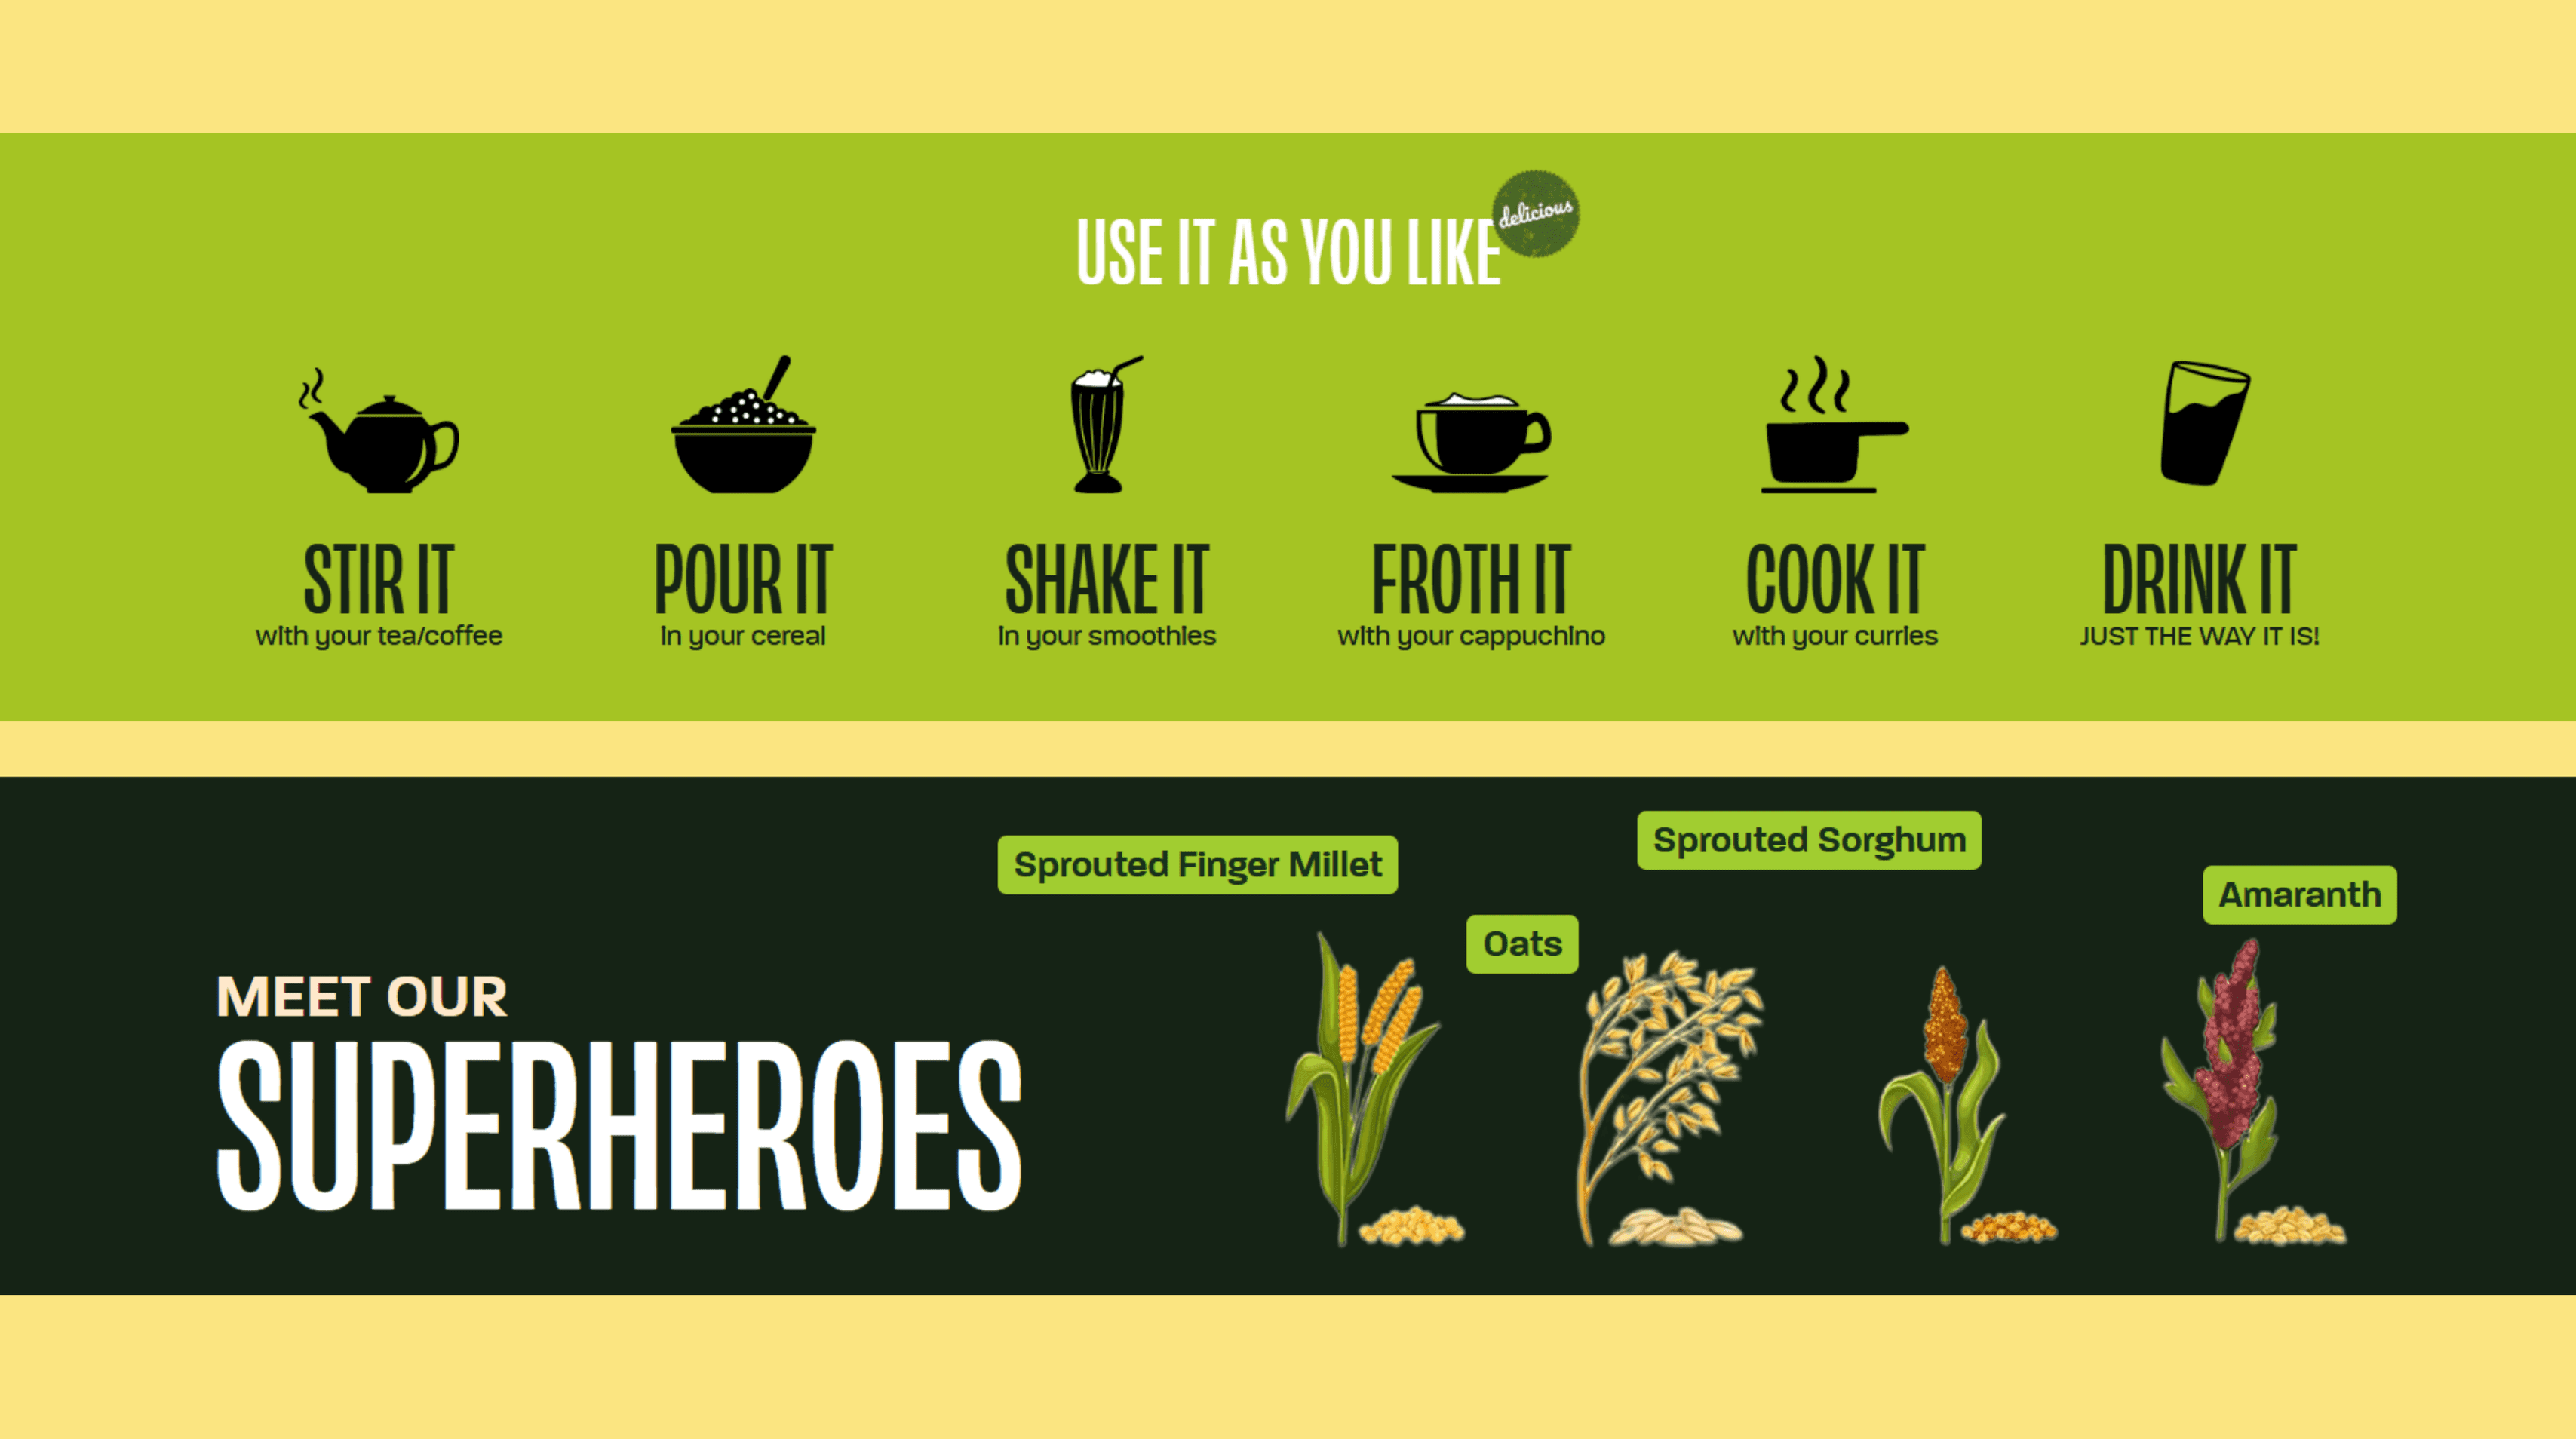 USE IT AS YOU LIKE
delicious
STIR IT
with your tea/coffee
POUR IT
in your cereal
SHAKE IT
in your smoothies
FROTH IT
with your cappuchino
COOK IT
with your curries
DRINK IT
JUST THE WAY IT IS!
MEET OUR
SUPERHEROES
Sprouted Finger Millet
Oats
Sprouted Sorghum
Amaranth